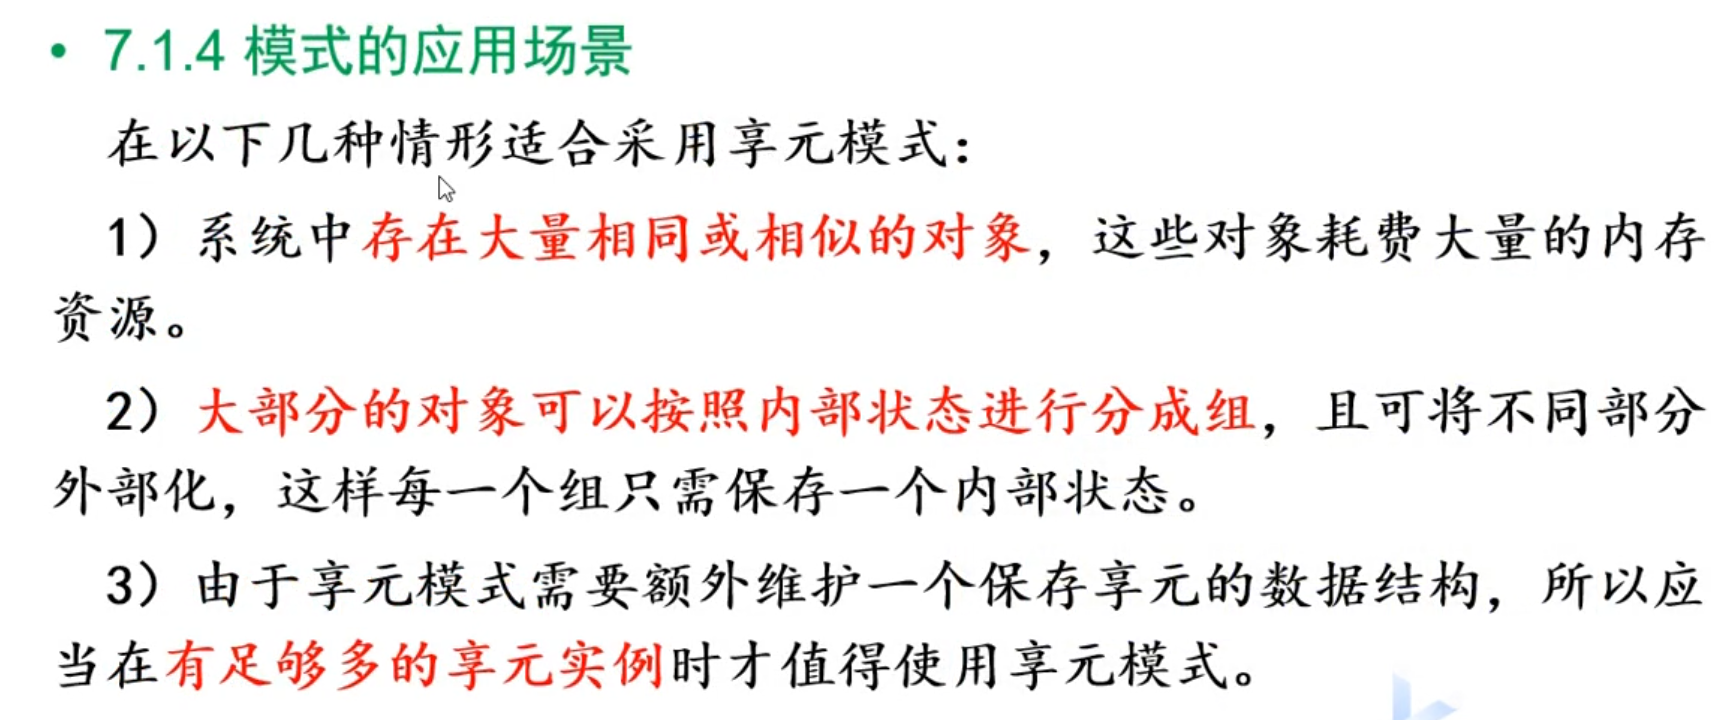 • 7.1.4 模式的应用场景
在以下几种情形适合采用享元模式：
1）系统中存在大量相同或相似的对象，这些对象耗费大量的内存
资源。
2）大部分的对象可以按照内部状态进行分成组，且可将不同部分
外部化，这样每一个组只需保存一个内部状态。
3）由于享元模式需要额外维护一个保存享元的数据结构，所以应
当在有足够多的享元实例时才值得使用享元模式。